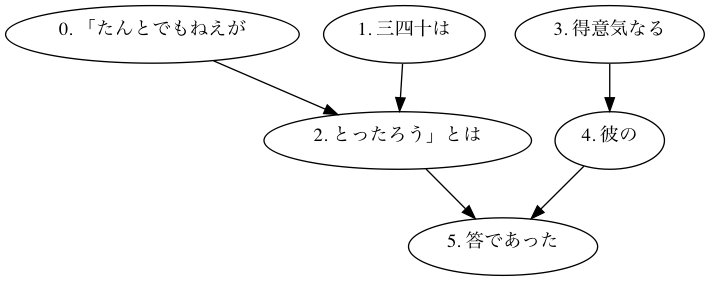 0. 「たんとでもねえが
1. 三四十は
3. 得意気なる
2. とったろう」とは
4. 彼の
5. 答であった